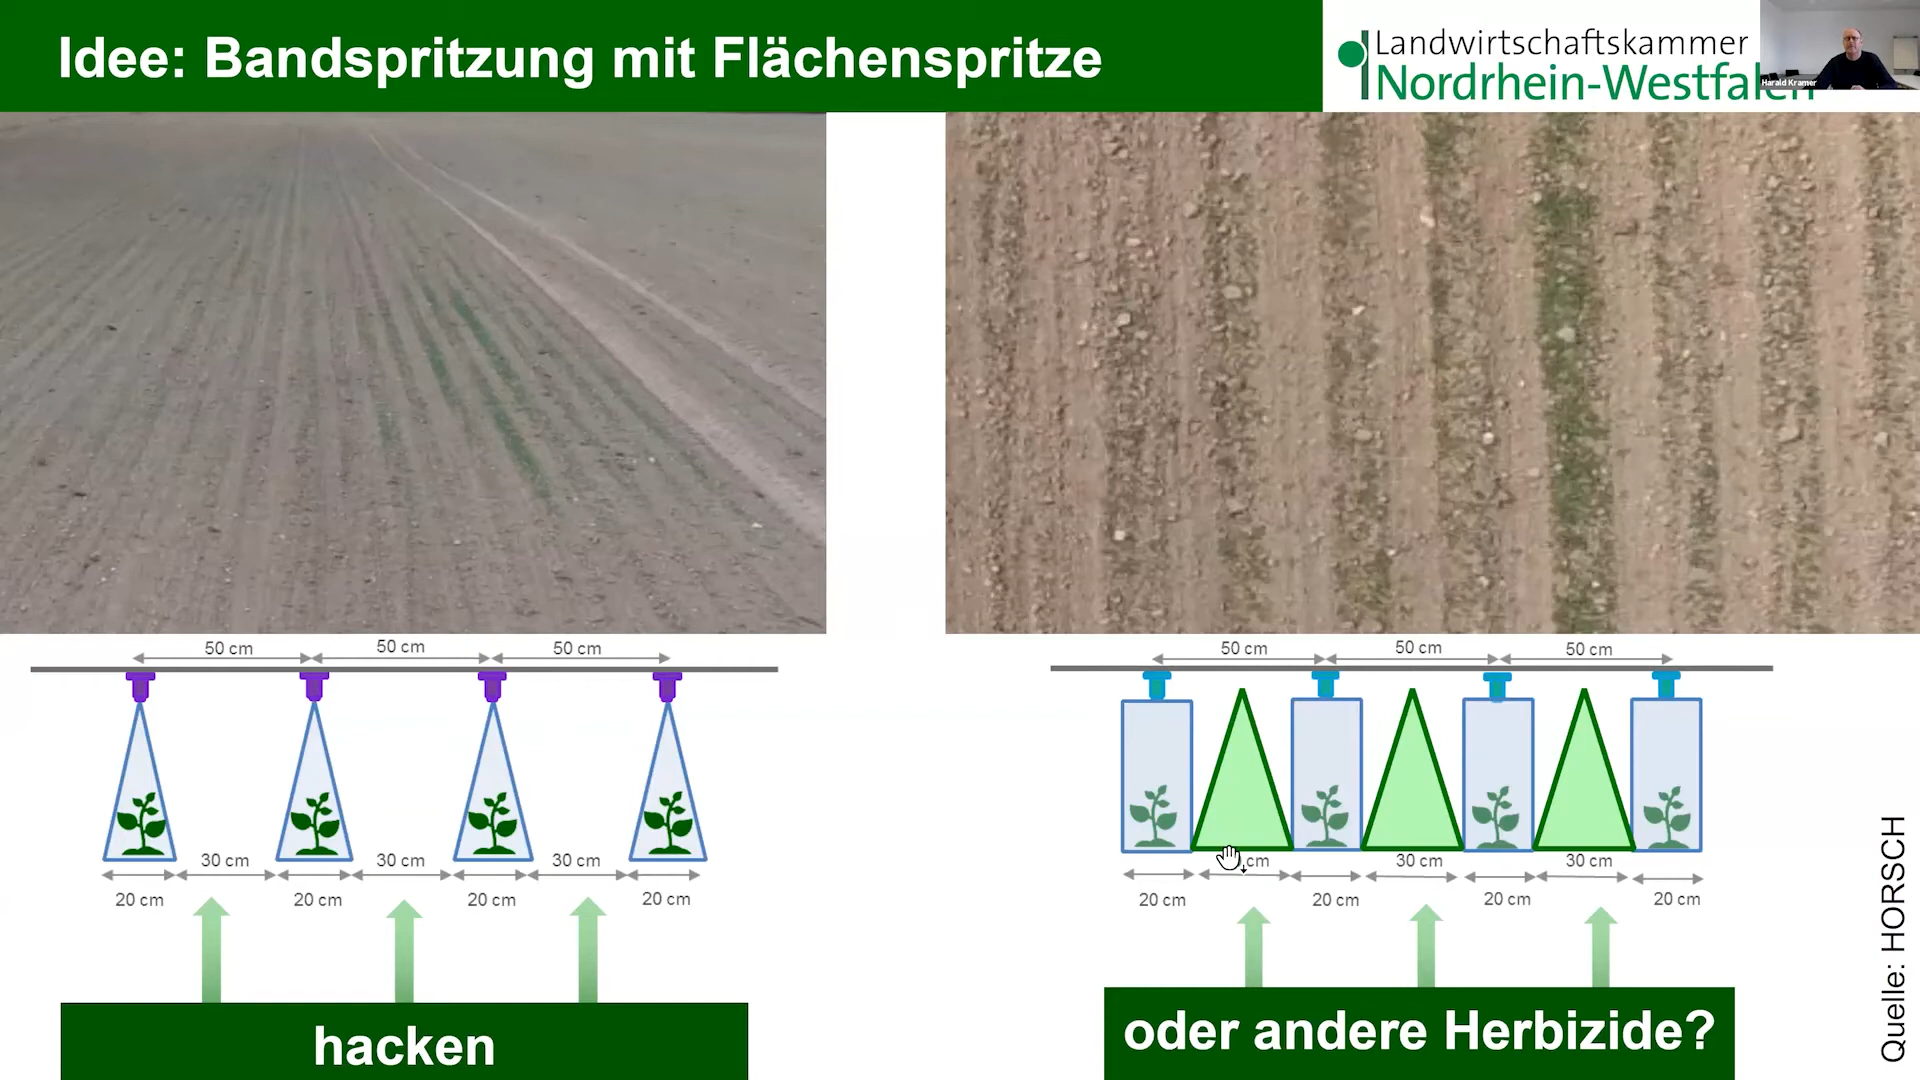 Idee: Bandspritzung mit Flächenspritze
Landwirtschaftskammer
Nordrhein-Westfalen
Harald Kramer
50 cm 50 cm 50 cm
30 cm 30 cm 30 cm
20 cm 20 cm 20 cm 20 cm
hacken
50 cm 50 cm 50 cm
cm 30 cm 30 cm
20 cm 20 cm 20 cm 20 cm
oder andere Herbizide?
Quelle: HORSCH